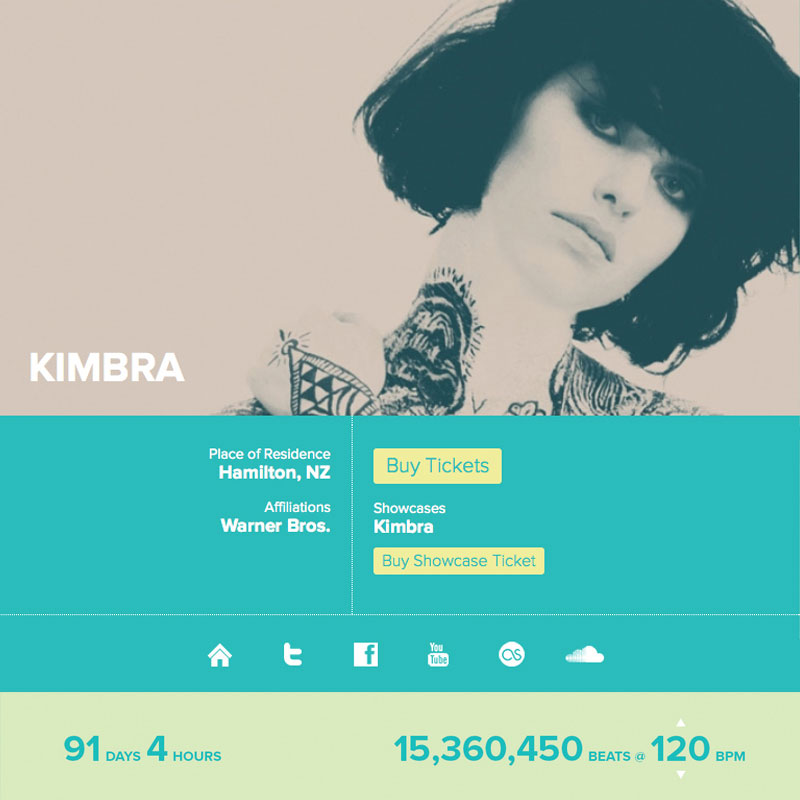 KIMBRA
Place of Residence
Hamilton, NZ
Affiliations
Warner Bros.
Buy Tickets
Showcases
Kimbra
Buy Showcase Ticket
You
Tube
91 DAYS 4 HOURS
15,360,450 BEATS @ 120 BPM